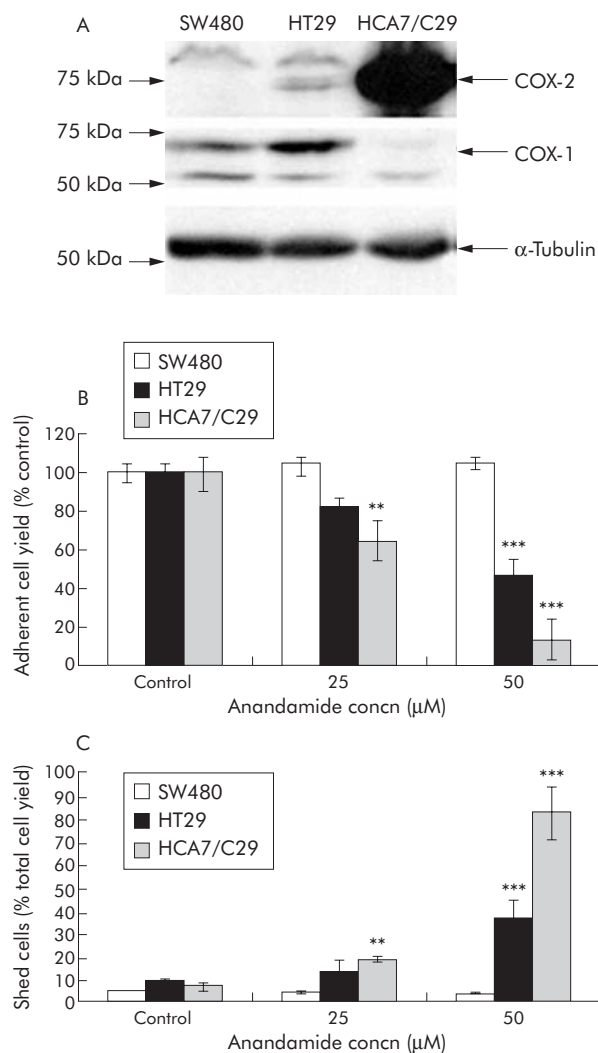 A
SW480 HT29 HCA7/C29
75 kDa
COX-2
75 kDa
COX-1
50 kDa
α-Tubulin
50 kDa
SW480
HT29
HCA7/C29
B
Adherent cell yield (% control)
120
100
80
60
40
20
0
**
***
***
Control 25 50
Anandamide concn (μM)
C
SW480
HT29
HCA7/C29
Shed cells (% total cell yield)
100
90
80
70
60
50
40
30
20
10
0
**
***
***
Control 25 50
Anandamide concn (μM)